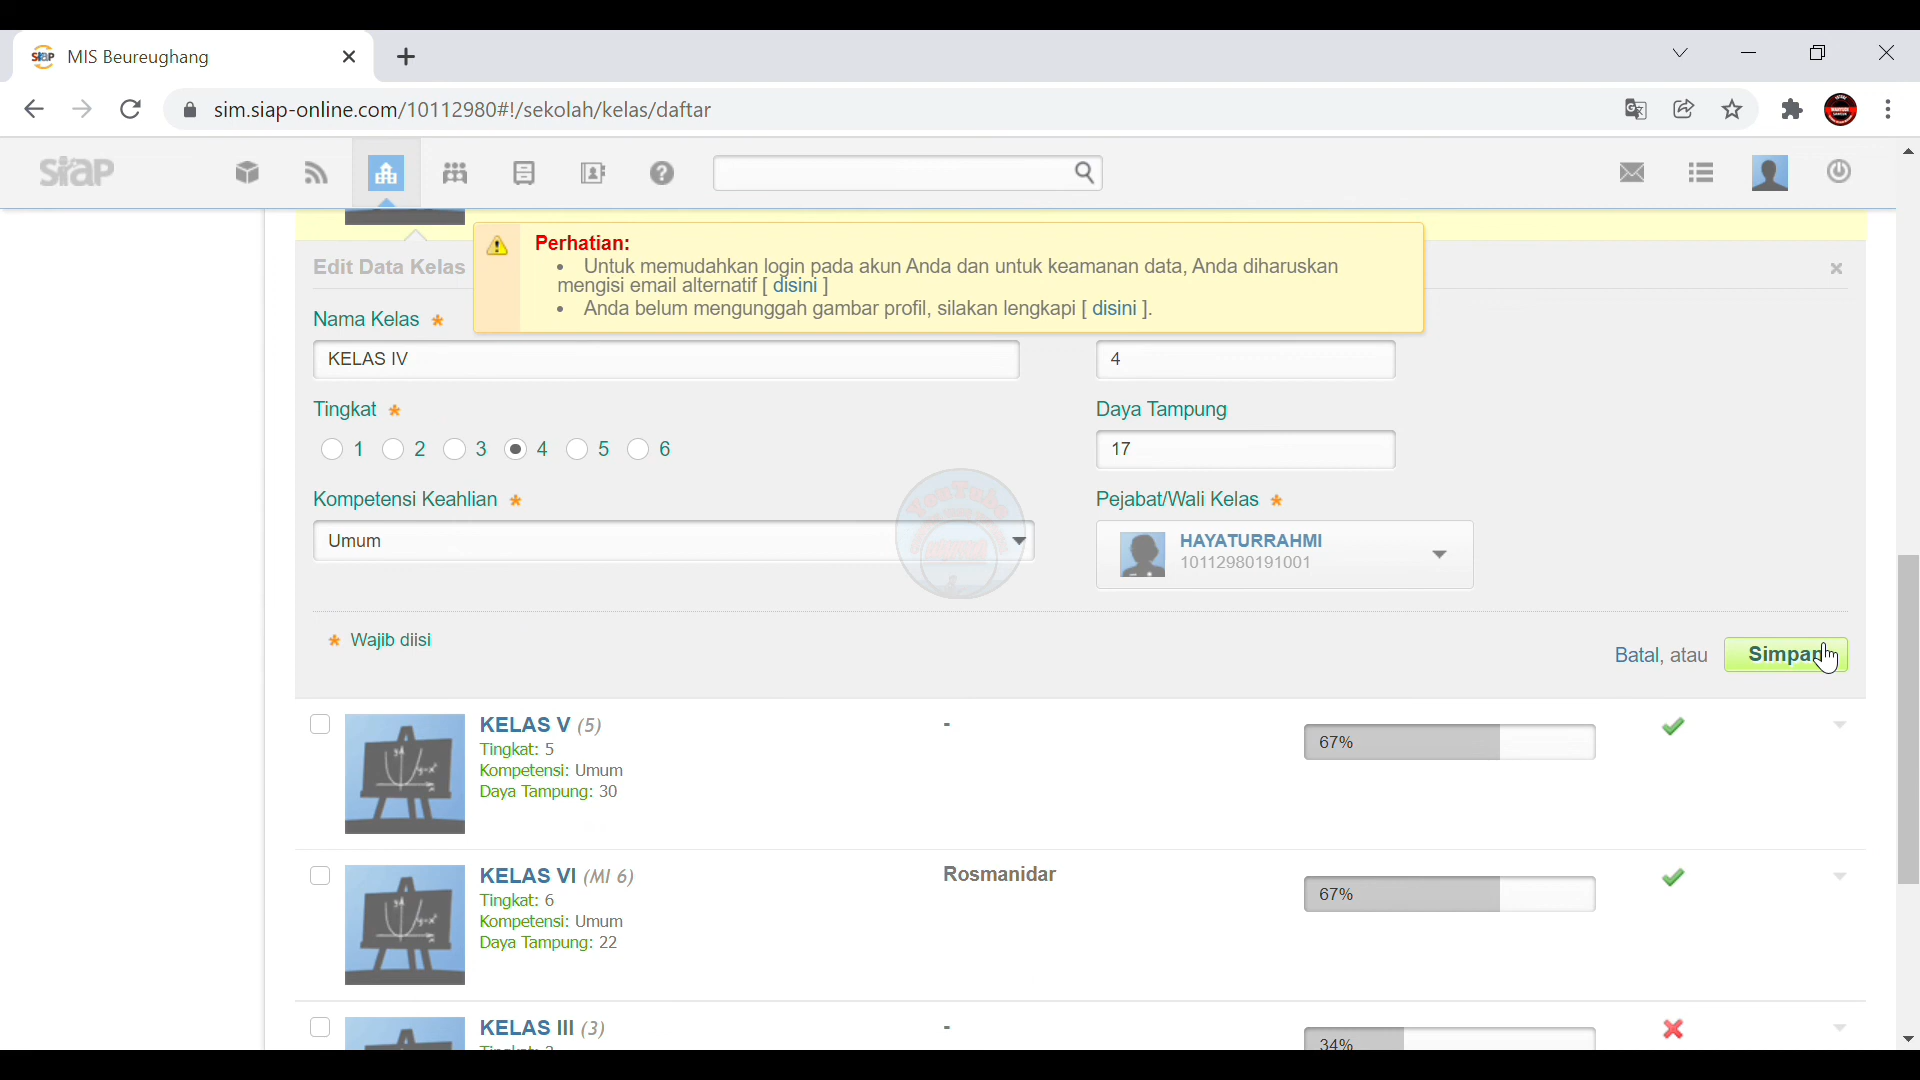 MIS Beureughang
sim.siap-online.com/10112980#!/sekolah/kelas/daftar
siap
Perhatian:
• Untuk memudahkan login pada akun Anda dan untuk keamanan data, Anda diharuskan
mengisi email alternatif [ disini ]
• Anda belum mengunggah gambar profil, silakan lengkapi [ disini ].
Edit Data Kelas
Nama Kelas *
KELAS IV
4
Tingkat *
Daya Tampung
1 2 3 4 5 6
17
Kompetensi Keahlian *
Pejabat/Wali Kelas *
Umum
HAYATURRAHMI
10112980191001
YouTube
* Wajib diisi
Batal, atau Simpan
KELAS V (5)
-
67%
Tingkat: 5
Kompetensi: Umum
Daya Tampung: 30
KELAS VI (MI 6)
Rosmanidar
67%
Tingkat: 6
Kompetensi: Umum
Daya Tampung: 22
KELAS III (3)
-
34%